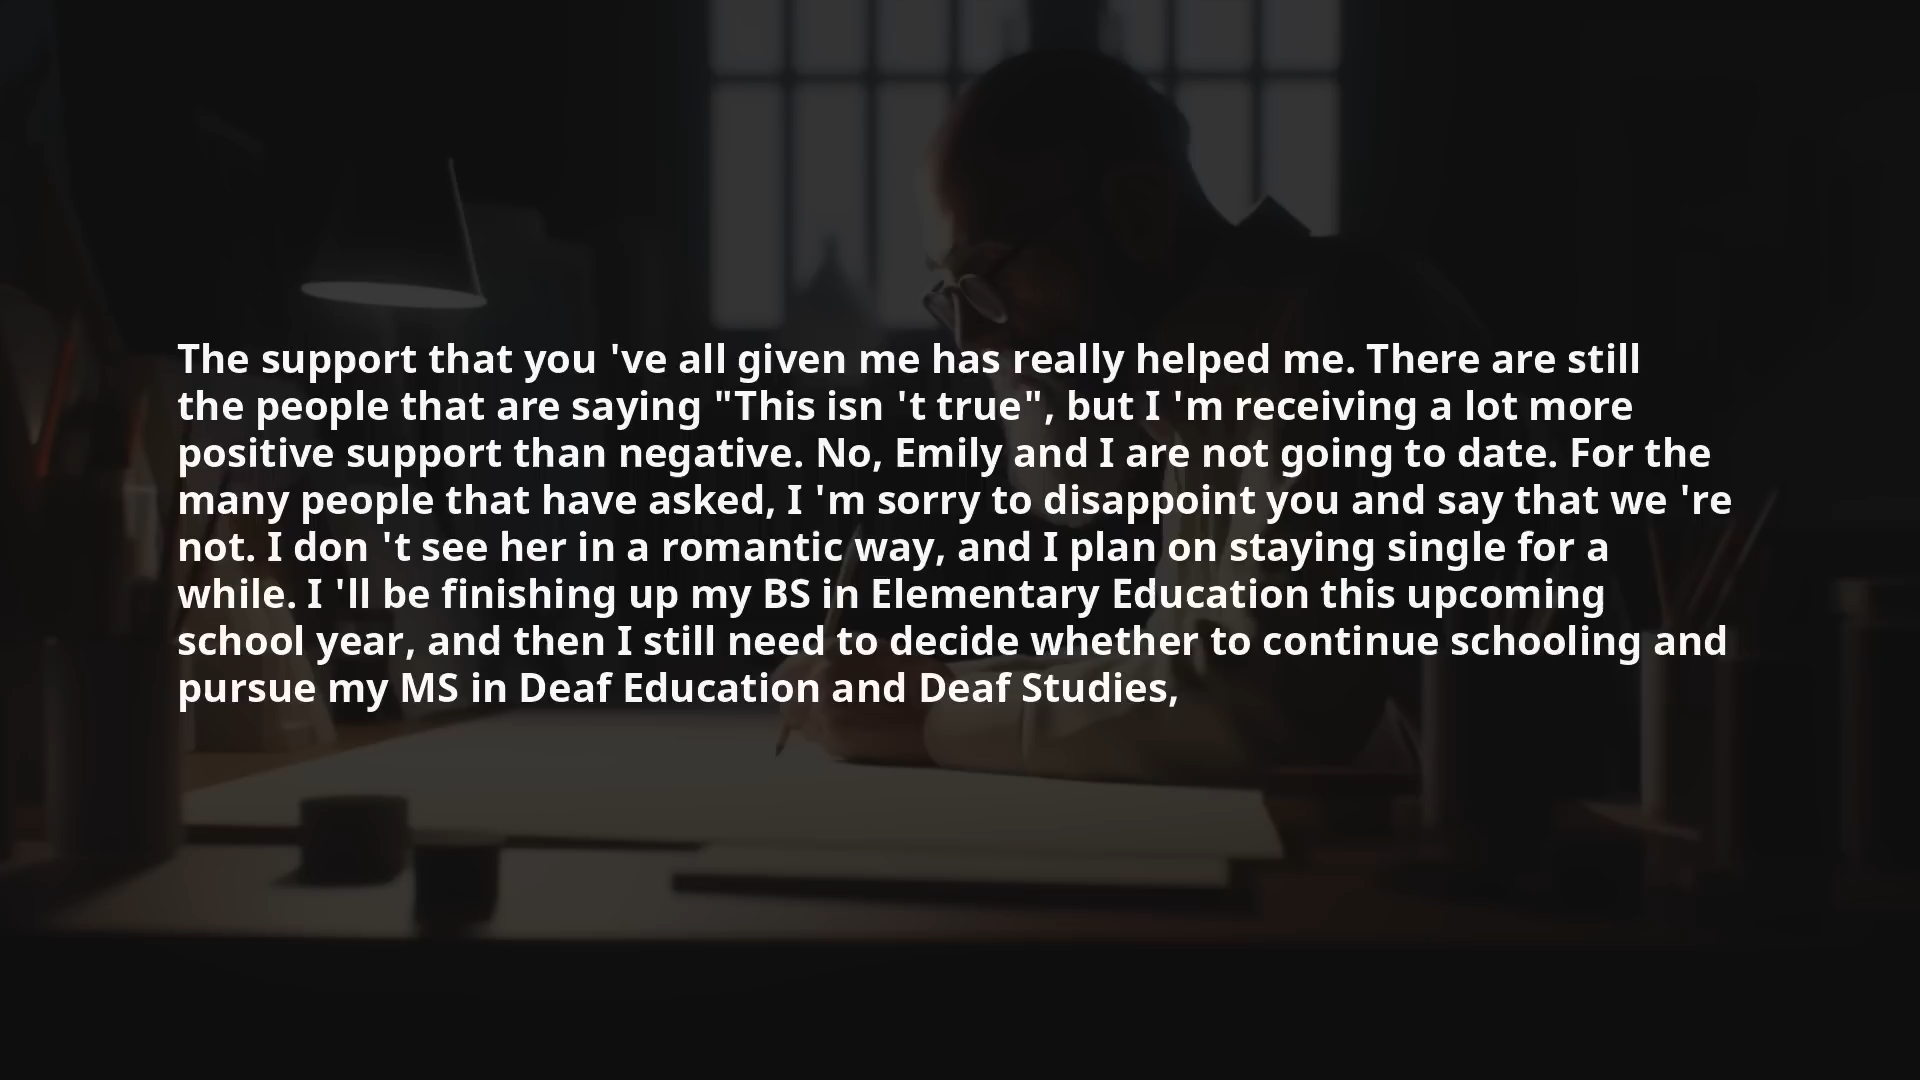 The support that you 've all given me has really helped me. There are still
the people that are saying "This isn 't true", but I 'm receiving a lot more
positive support than negative. No, Emily and I are not going to date. For the
many people that have asked, I 'm sorry to disappoint you and say that we 're
not. I don 't see her in a romantic way, and I plan on staying single for a
while. I 'll be finishing up my BS in Elementary Education this upcoming
school year, and then I still need to decide whether to continue schooling and
pursue my MS in Deaf Education and Deaf Studies,